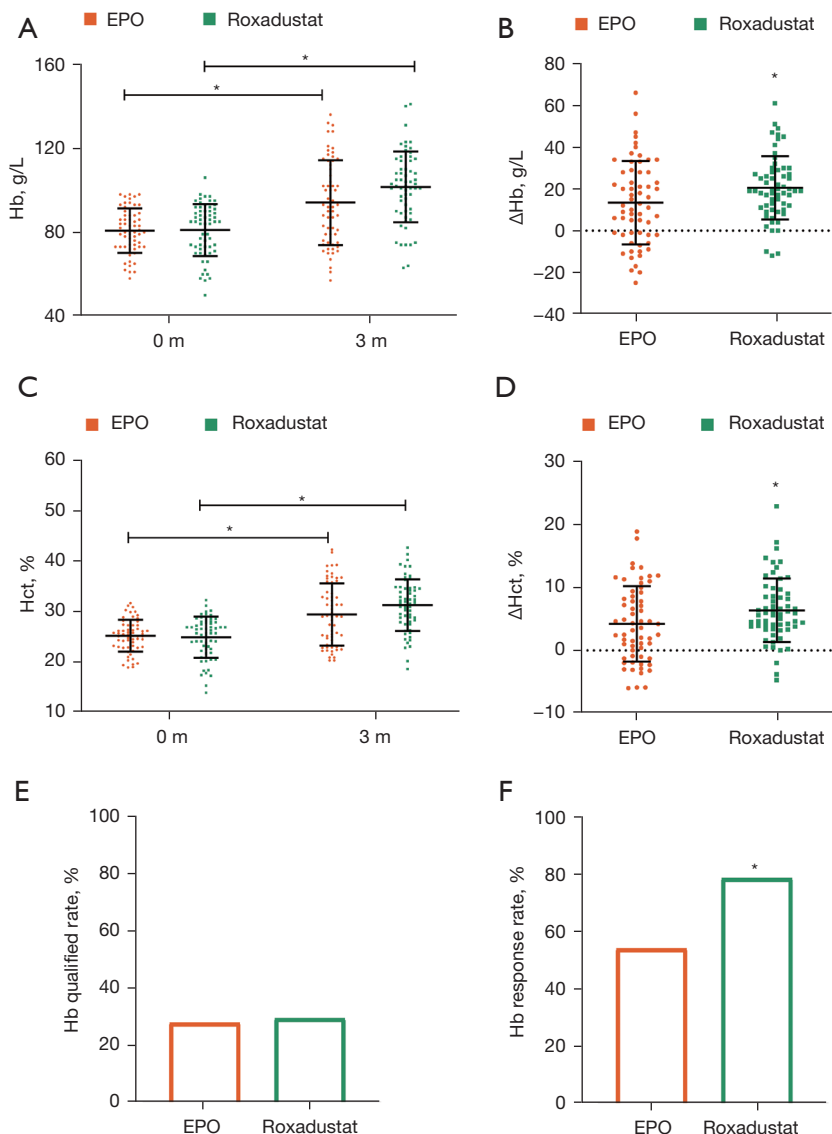 A
EPO Roxadustat
160
120
80
40
Hb, g/L
* *
0 m 3 m
B
EPO Roxadustat
80
60
40
20
0
−20
−40
ΔHb, g/L
*
EPO Roxadustat
C
EPO Roxadustat
60
50
40
30
20
10
Hct, %
* *
0 m 3 m
D
EPO Roxadustat
30
20
10
0
−10
ΔHct, %
*
EPO Roxadustat
E
100
80
60
40
20
0
Hb qualified rate, %
EPO Roxadustat
F
100
80
60
40
20
0
Hb response rate, %
*
EPO Roxadustat